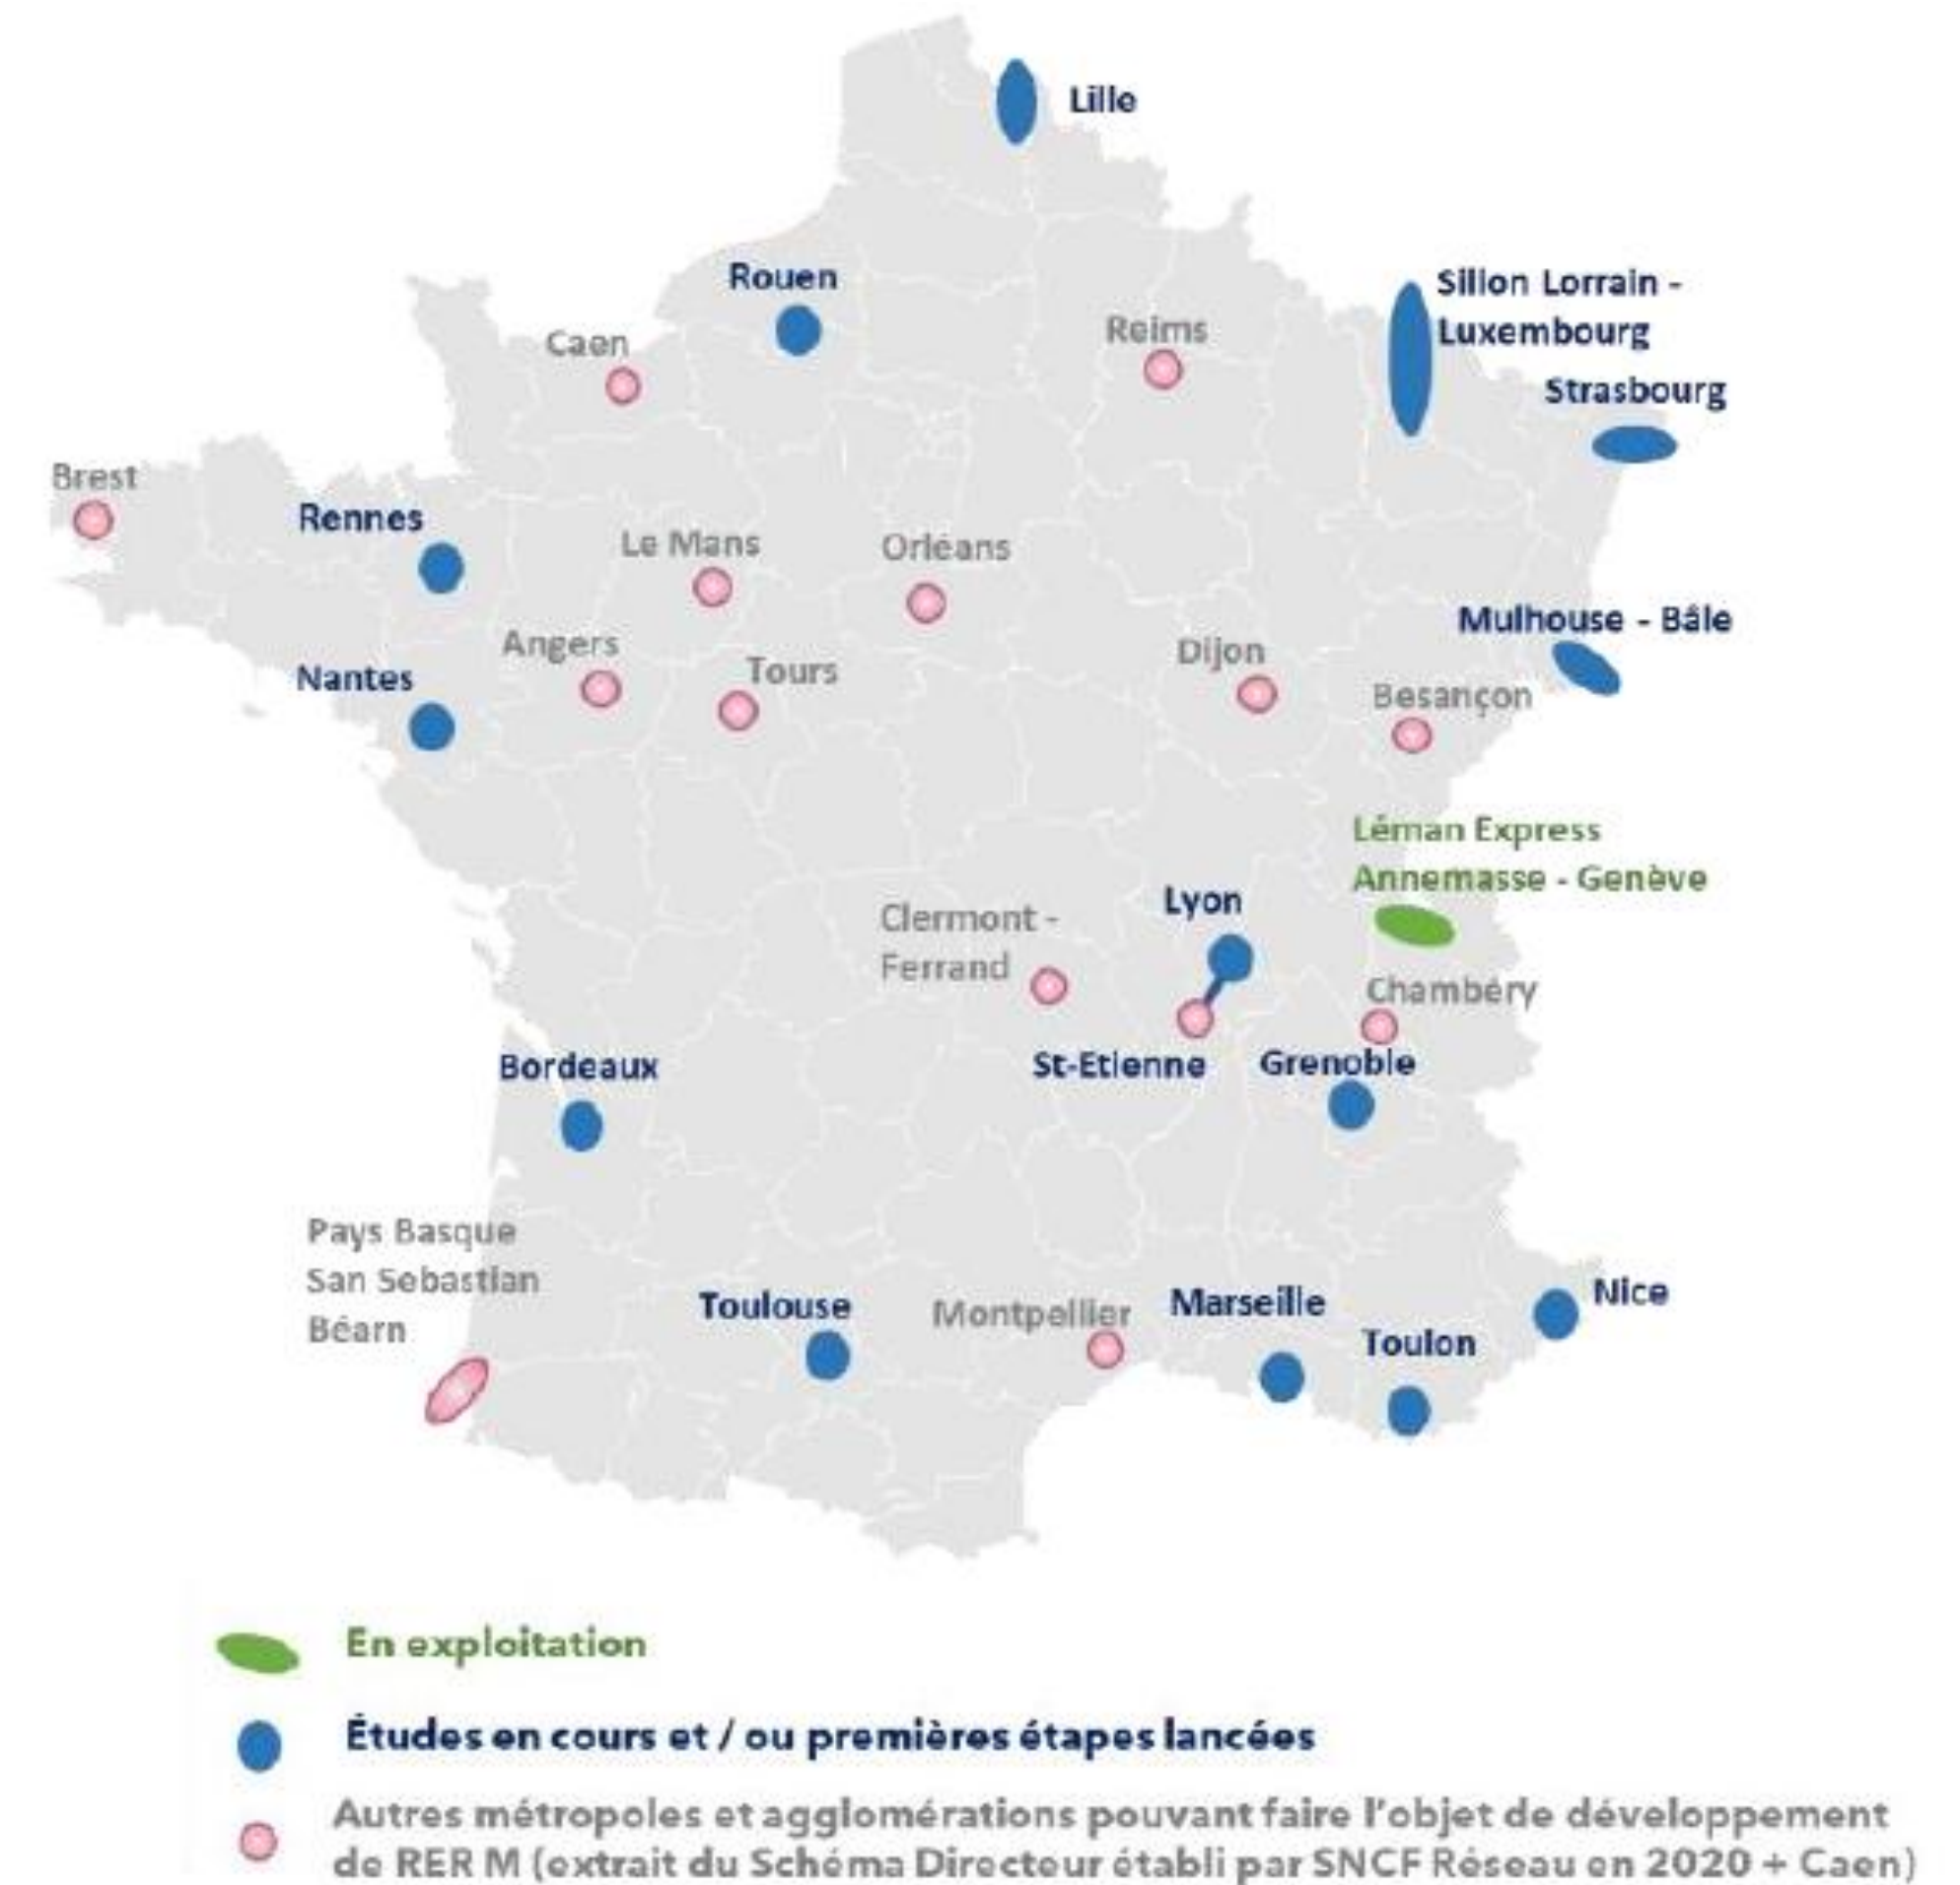 Lille
Rouen
Sillon Lorrain -
Luxembourg
Caen
Reims
Strasbourg
Brest
Rennes
Le Mans
Orléans
Mulhouse - Bâle
Angers
Nantes
Tours
Dijon
Besançon
Léman Express
Annemasse - Genève
Lyon
Clermont -
Ferrand
Chambéry
St-Etienne
Grenoble
Bordeaux
Pays Basque
San Sebastian
Béarn
Toulouse
Montpellier
Marseille
Nice
Toulon
En exploitation
Études en cours et / ou premières étapes lancées
Autres métropoles et agglomérations pouvant faire l'objet de développement
de RER M (extrait du Schéma Directeur établi par SNCF Réseau en 2020 + Caen)